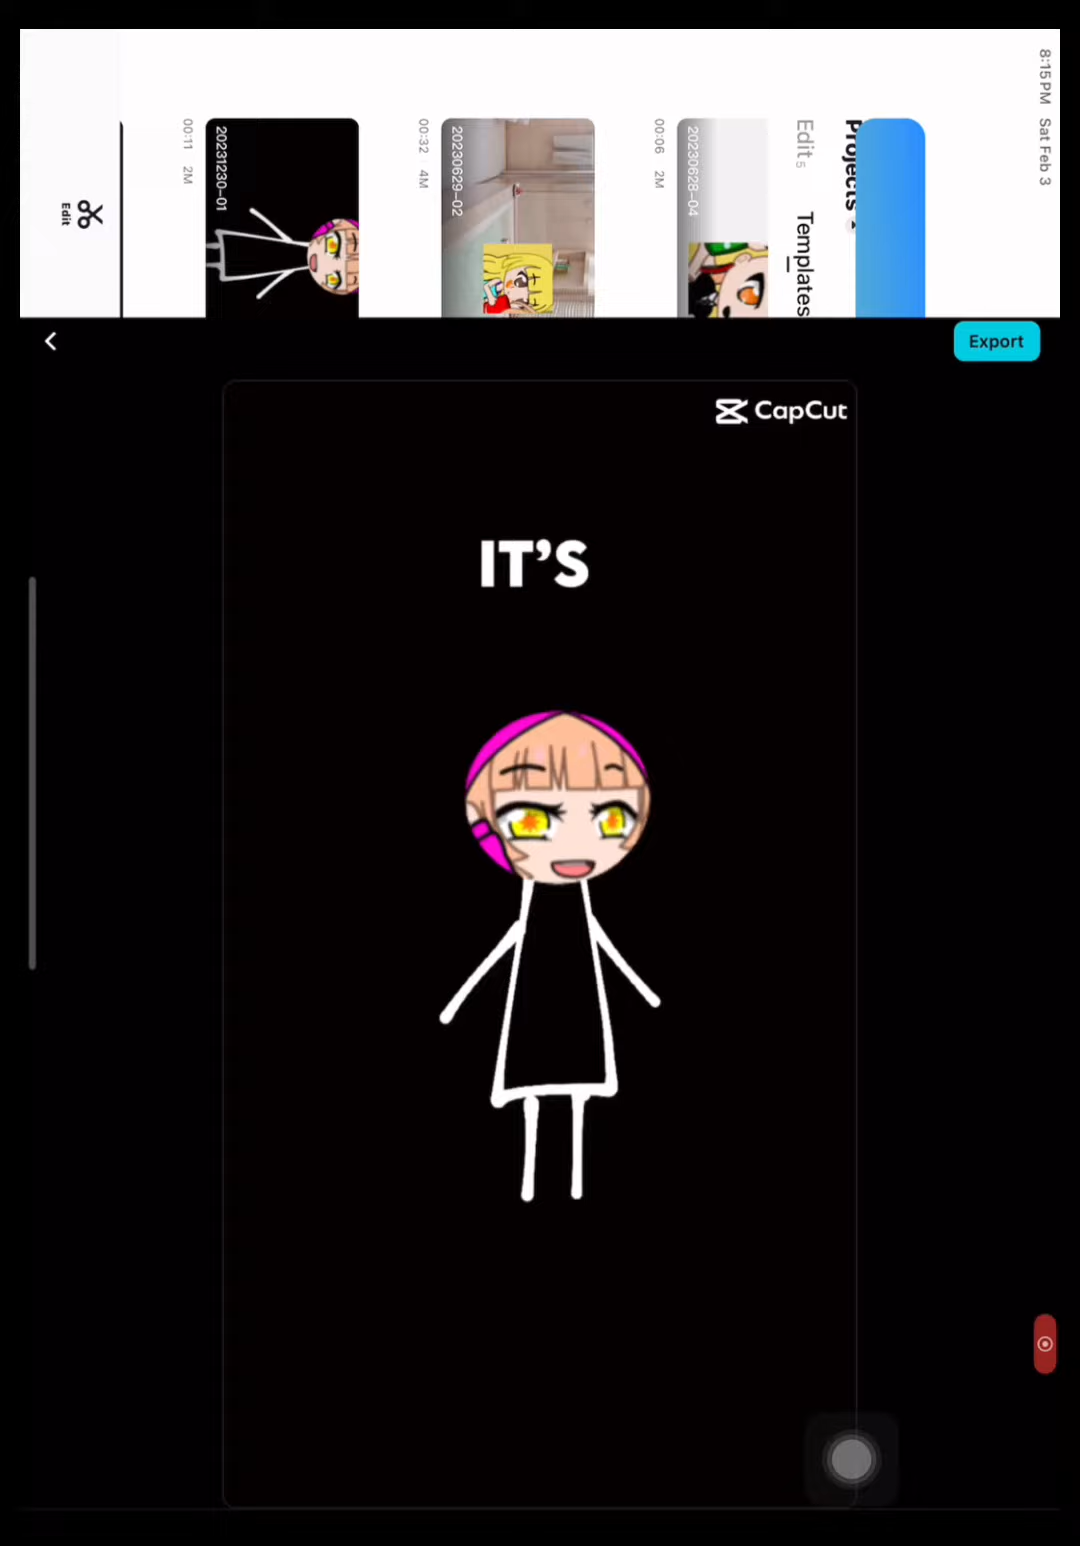 8:15 PM Sat Feb 3
Projects
Edit 5 Templates
20230628-04
00:06 2M
20230629-02
00:32 4M
20231230-01
00:11 2M
Edit
Export
CapCut
IT'S